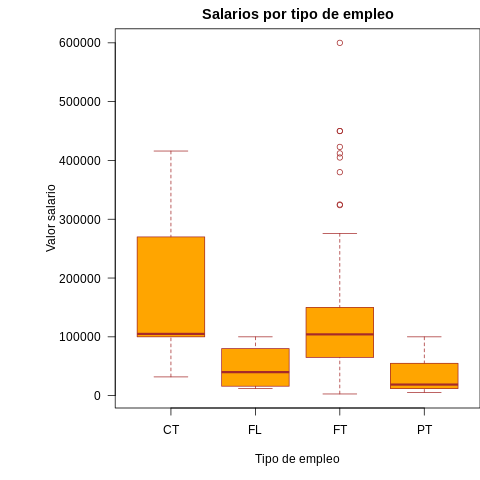 Salarios por tipo de empleo
600000
500000
400000
300000
200000
100000
0
Valor salario
CT FL FT PT
Tipo de empleo